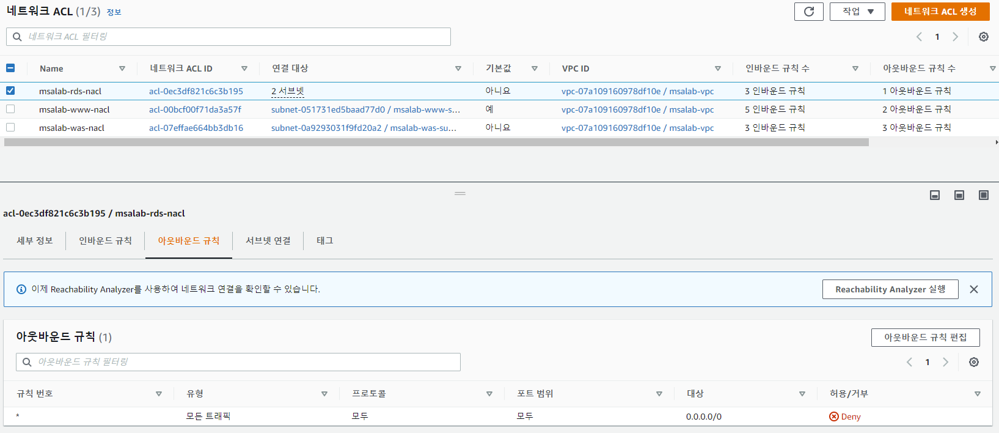 네트워크 ACL (1/3) 정보
작업 네트워크 ACL 생성
네트워크 ACL 필터링
1
Name 네트워크 ACL ID 연결 대상 기본값 VPC ID 인바운드 규칙 수 아웃바운드 규칙 수
msalab-rds-nacl acl-0ec3df821c6c3b195 2 서브넷 아니요 vpc-07a109160978df10e / msalab-vpc 3 인바운드 규칙 1 아웃바운드 규칙
msalab-www-nacl acl-00bcf00f71da3a57f subnet-051731ed5baad77d0 / msalab-www-s... 예 vpc-07a109160978df10e / msalab-vpc 5 인바운드 규칙 2 아웃바운드 규칙
msalab-was-nacl acl-07effae664bb3db16 subnet-0a9293031f9fd20a2 / msalab-was-su... 아니요 vpc-07a109160978df10e / msalab-vpc 3 인바운드 규칙 3 아웃바운드 규칙
acl-0ec3df821c6c3b195 / msalab-rds-nacl
세부 정보 인바운드 규칙 아웃바운드 규칙 서브넷 연결 태그
이제 Reachability Analyzer를 사용하여 네트워크 연결을 확인할 수 있습니다.
Reachability Analyzer 실행
아웃바운드 규칙 (1)
아웃바운드 규칙 편집
아웃바운드 규칙 필터링
1
규칙 번호 유형 프로토콜 포트 범위 대상 허용/거부
* 모든 트래픽 모두 모두 0.0.0.0/0 Deny